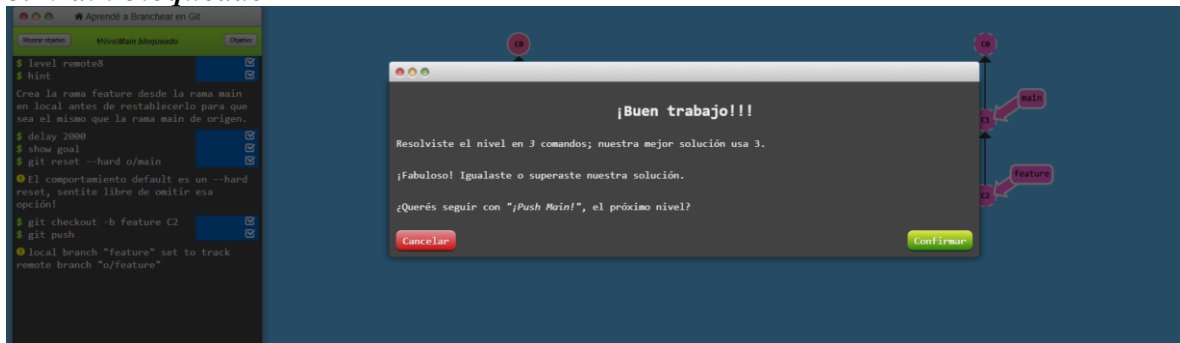 Aprendé a Branchear en Git
Mostrar objetivo
Nivel Main bloqueado
Objetivo
$ level remote8
$ hint
Crea la rama feature desde la rama main
en local antes de restablecerlo para que
sea el mismo que la rama main de origen.
$ delay 2000
$ show goal
$ git reset --hard o/main
El comportamiento default es un --hard
reset, sentite libre de omitir esa
opción!
$ git checkout -b feature C2
$ git push
local branch "feature" set to track
remote branch "o/feature"
C0
¡Buen trabajo!!!
Resolviste el nivel en 3 comandos; nuestra mejor solución usa 3.
¡Fabuloso! Igualaste o superaste nuestra solución.
¿Querés seguir con "¡Push Main!", el próximo nivel?
Cancelar
Confirmar
C0
main
C1
feature
C2